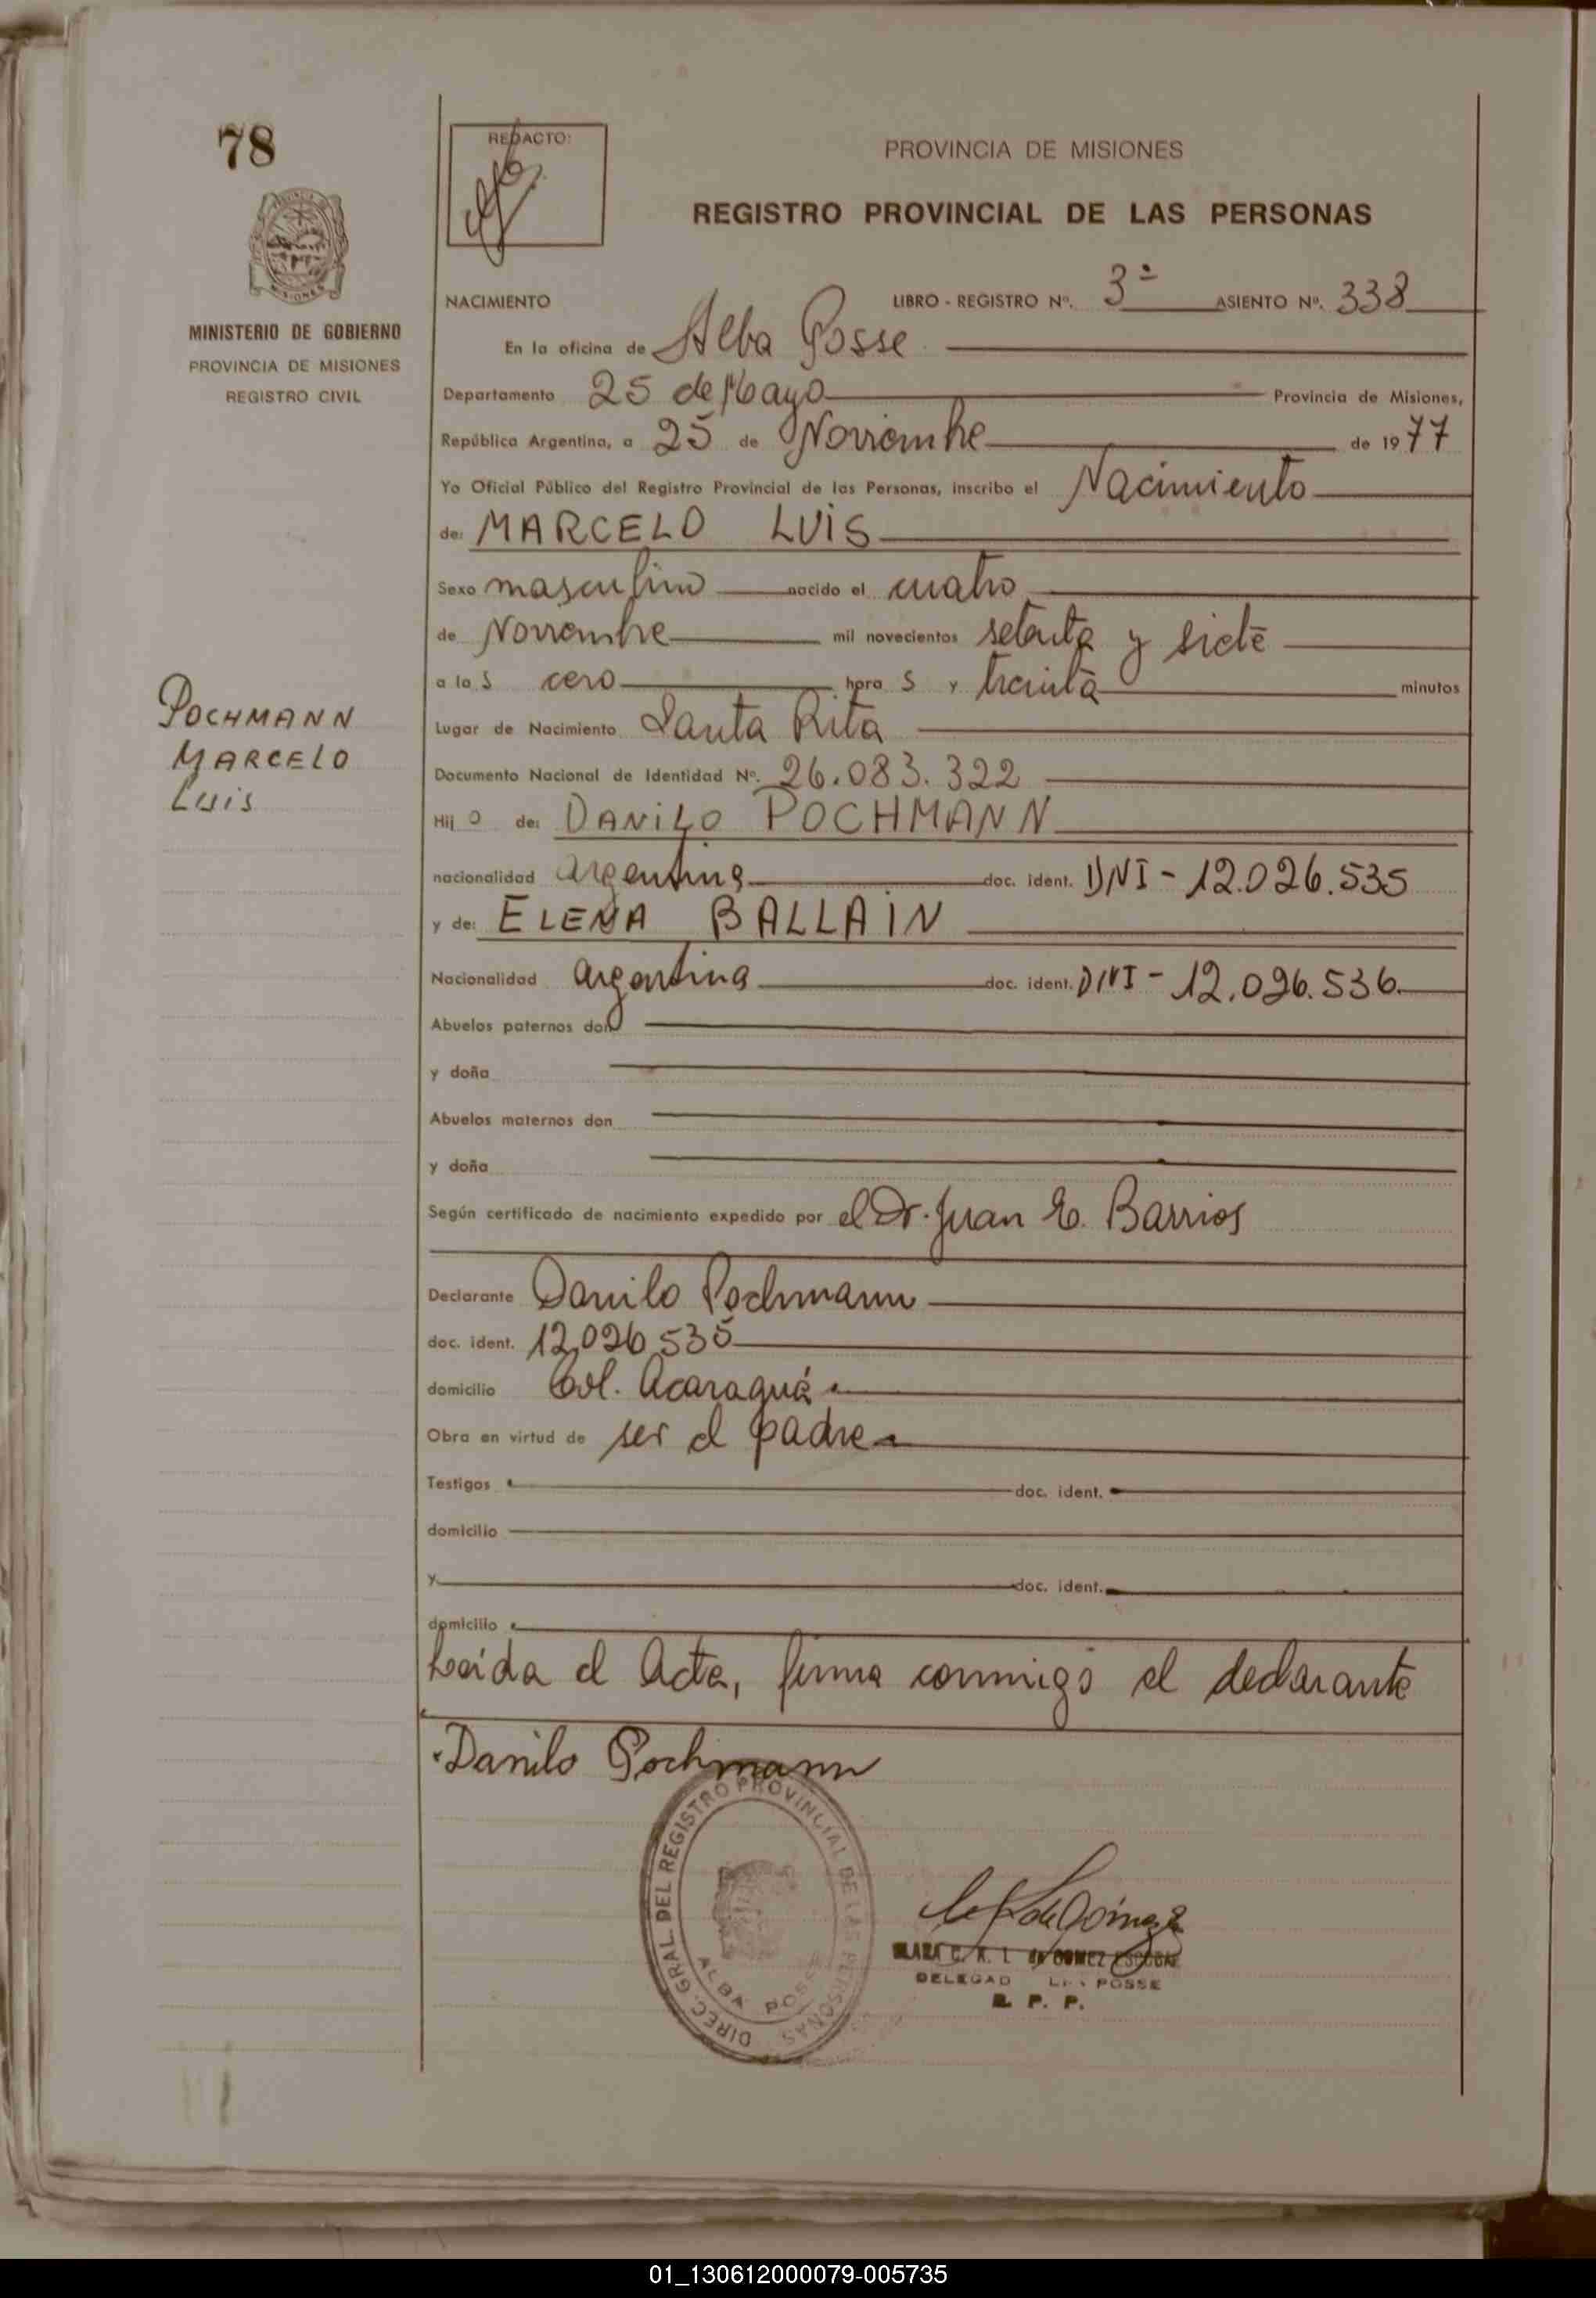 78
REDACTO:
PROVINCIA DE MISIONES
REGISTRO PROVINCIAL DE LAS PERSONAS
MINISTERIO DE GOBIERNO
PROVINCIA DE MISIONES
REGISTRO CIVIL
NACIMIENTO LIBRO - REGISTRO Nº. 3º ASIENTO Nº. 338
En la oficina de Alba Posse
Departamento 25 de Mayo Provincia de Misiones,
República Argentina, a 25 de Noviembre de 1977
Yo Oficial Público del Registro Provincial de las Personas, inscribo el Nacimiento
de: MARCELO LUIS
Sexo masculino nacido el cuatro
de Noviembre mil novecientos setenta y siete
a la s cero hora s y treinta minutos
Lugar de Nacimiento Santa Rita
Documento Nacional de Identidad Nº. 26.083.322
POCHMANN
MARCELO
Luis
Hij o de: DANILO POCHMANN
nacionalidad argentina doc. ident. DNI - 12.026.535
y de: ELENA BALLAIN
Nacionalidad argentina doc. ident. DNI - 12.026.536
Abuelos paternos don
y doña
Abuelos maternos don
y doña
Según certificado de nacimiento expedido por el Dr. Juan E. Barrios
Declarante Danilo Pochmann
doc. ident. 12.026.535
domicilio Col. Acaraguá
Obra en virtud de ser el padre
Testigos doc. ident.
domicilio
y doc. ident.
domicilio
Leida el Acta, firma conmigo el declarante
Danilo Pochmann
DIREC. GRAL. DEL REGISTRO PROVINCIAL DE LAS PERSONAS
ALBA POSSE
C. R. L. de GOMEZ ESCOBAR
DELEGAD POSSE
R. P. P.
01_130612000079-005735